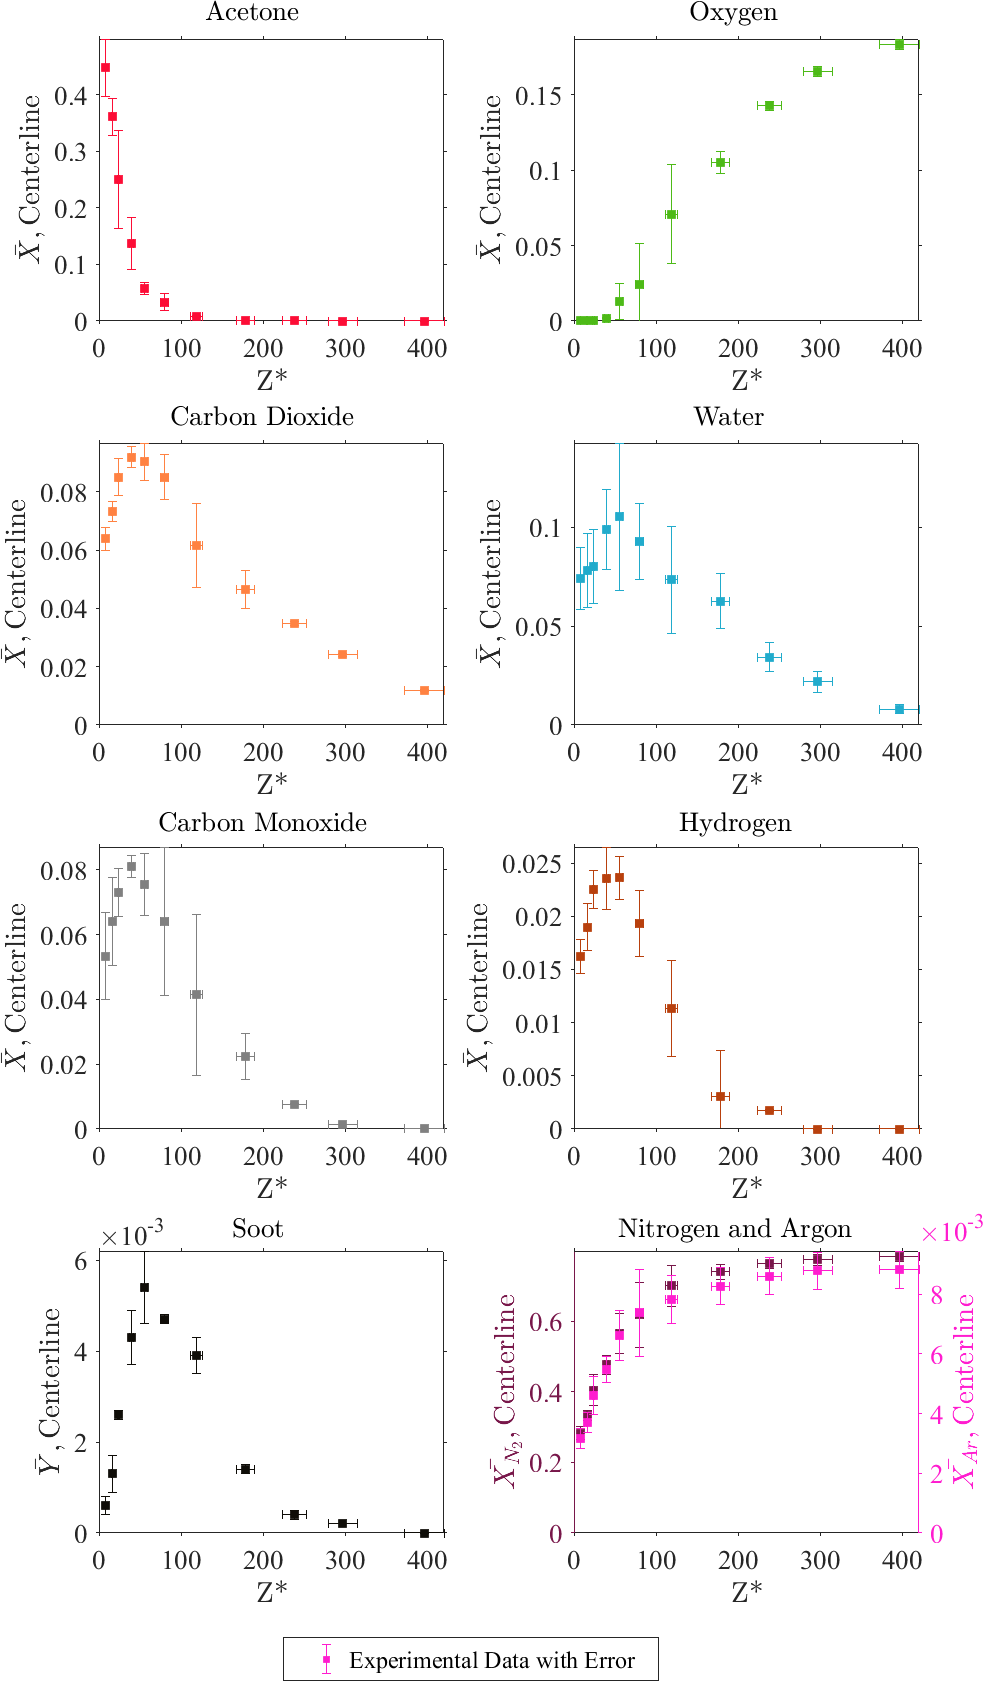 Acetone
X̄, Centerline
0.4
0.3
0.2
0.1
0
0 100 200 300 400
Z*
Oxygen
X̄, Centerline
0.15
0.1
0.05
0
0 100 200 300 400
Z*
Carbon Dioxide
X̄, Centerline
0.08
0.06
0.04
0.02
0
0 100 200 300 400
Z*
Water
X̄, Centerline
0.1
0.05
0
0 100 200 300 400
Z*
Carbon Monoxide
X̄, Centerline
0.08
0.06
0.04
0.02
0
0 100 200 300 400
Z*
Hydrogen
X̄, Centerline
0.025
0.02
0.015
0.01
0.005
0
0 100 200 300 400
Z*
Soot
×10⁻³
Ȳ, Centerline
6
4
2
0
0 100 200 300 400
Z*
Nitrogen and Argon
×10⁻³
X̄_N₂, Centerline
0.6
0.4
0.2
0
8
6
4
2
0
X̄_Ar, Centerline
0 100 200 300 400
Z*
Experimental Data with Error